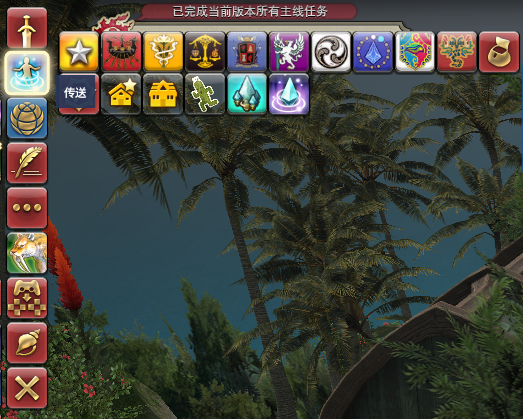 已完成当前版本所有主线任务
传送